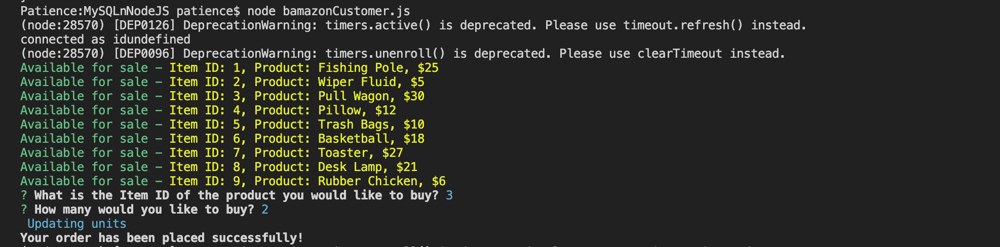 Patience:MySQLnNodeJS patience$ node bamazonCustomer.js
(node:28570) [DEP0126] DeprecationWarning: timers.active() is deprecated. Please use timeout.refresh() instead.
connected as idundefined
(node:28570) [DEP0096] DeprecationWarning: timers.unenroll() is deprecated. Please use clearTimeout instead.
Available for sale – Item ID: 1, Product: Fishing Pole, $25
Available for sale – Item ID: 2, Product: Wiper Fluid, $5
Available for sale – Item ID: 3, Product: Pull Wagon, $30
Available for sale – Item ID: 4, Product: Pillow, $12
Available for sale – Item ID: 5, Product: Trash Bags, $10
Available for sale – Item ID: 6, Product: Basketball, $18
Available for sale – Item ID: 7, Product: Toaster, $27
Available for sale – Item ID: 8, Product: Desk Lamp, $21
Available for sale – Item ID: 9, Product: Rubber Chicken, $6
? What is the Item ID of the product you would like to buy? 3
? How many would you like to buy? 2
Updating units
Your order has been placed successfully!